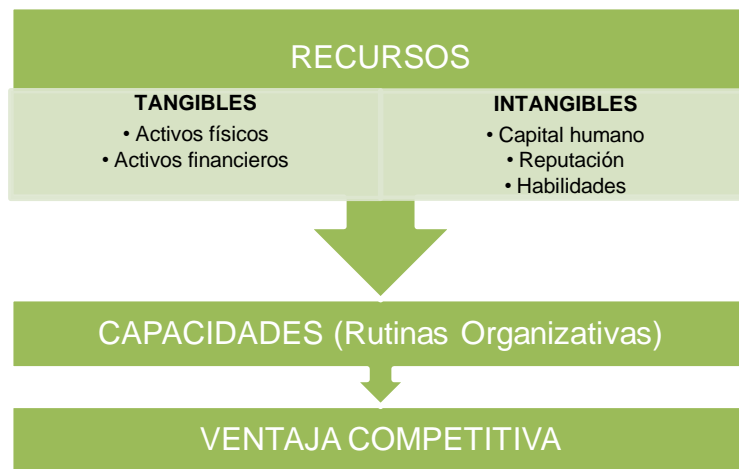 RECURSOS
TANGIBLES
• Activos físicos
• Activos financieros
INTANGIBLES
• Capital humano
• Reputación
• Habilidades
CAPACIDADES (Rutinas Organizativas)
VENTAJA COMPETITIVA